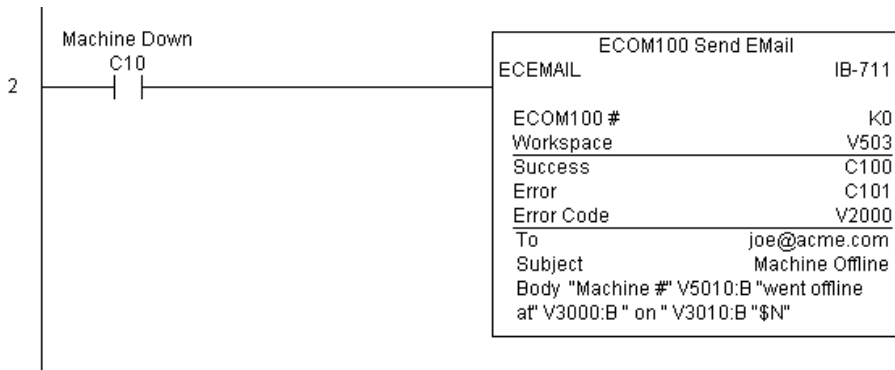 Machine Down
C10
2
ECOM100 Send EMail
ECEMAIL IB-711
ECOM100 # K0
Workspace V503
Success C100
Error C101
Error Code V2000
To joe@acme.com
Subject Machine Offline
Body "Machine #" V5010:B "went offline
at" V3000:B " on " V3010:B "$N"